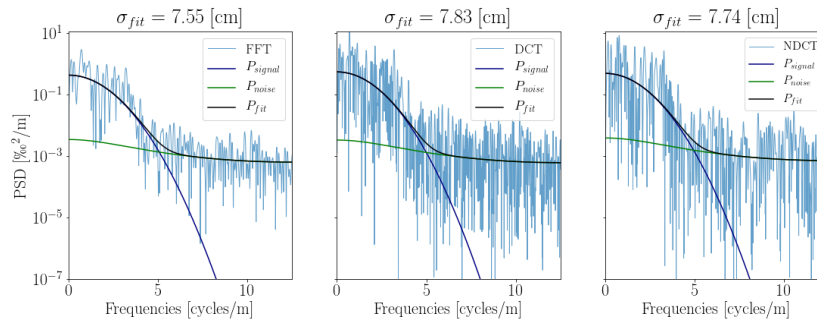 σ_fit = 7.55 [cm]
σ_fit = 7.83 [cm]
σ_fit = 7.74 [cm]
PSD [‰²/m]
10¹
10⁻¹
10⁻³
10⁻⁵
10⁻⁷
FFT
P_signal
P_noise
P_fit
DCT
P_signal
P_noise
P_fit
NDCT
P_signal
P_noise
P_fit
0 5 10
0 5 10
0 5 10
Frequencies [cycles/m]
Frequencies [cycles/m]
Frequencies [cycles/m]